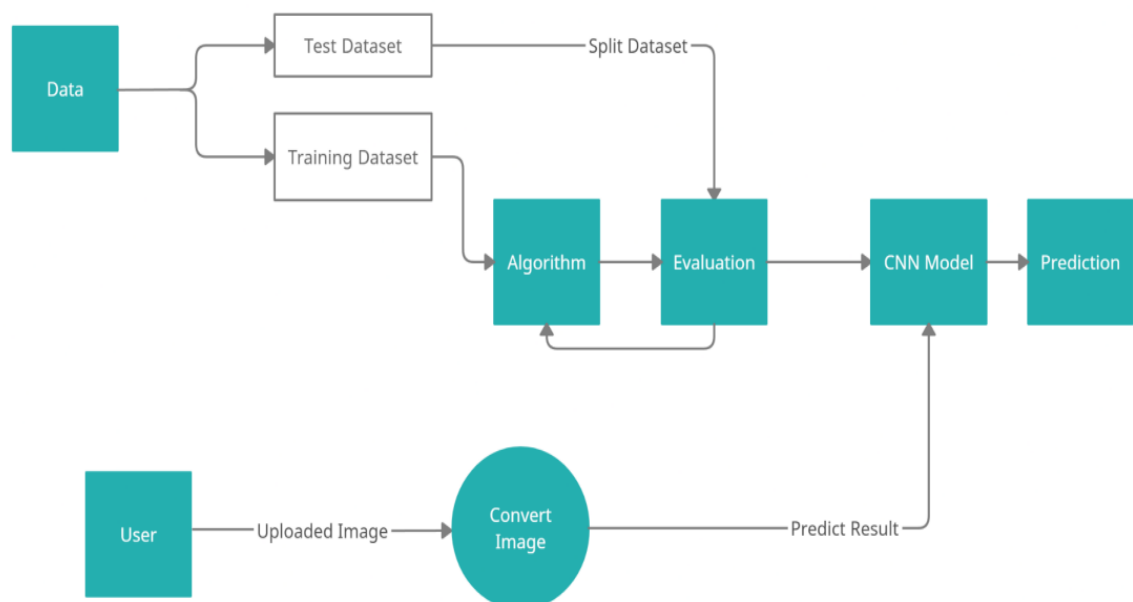 Test Dataset
Split Dataset
Data
Training Dataset
Algorithm
Evaluation
CNN Model
Prediction
User
Uploaded Image
Convert
Image
Predict Result